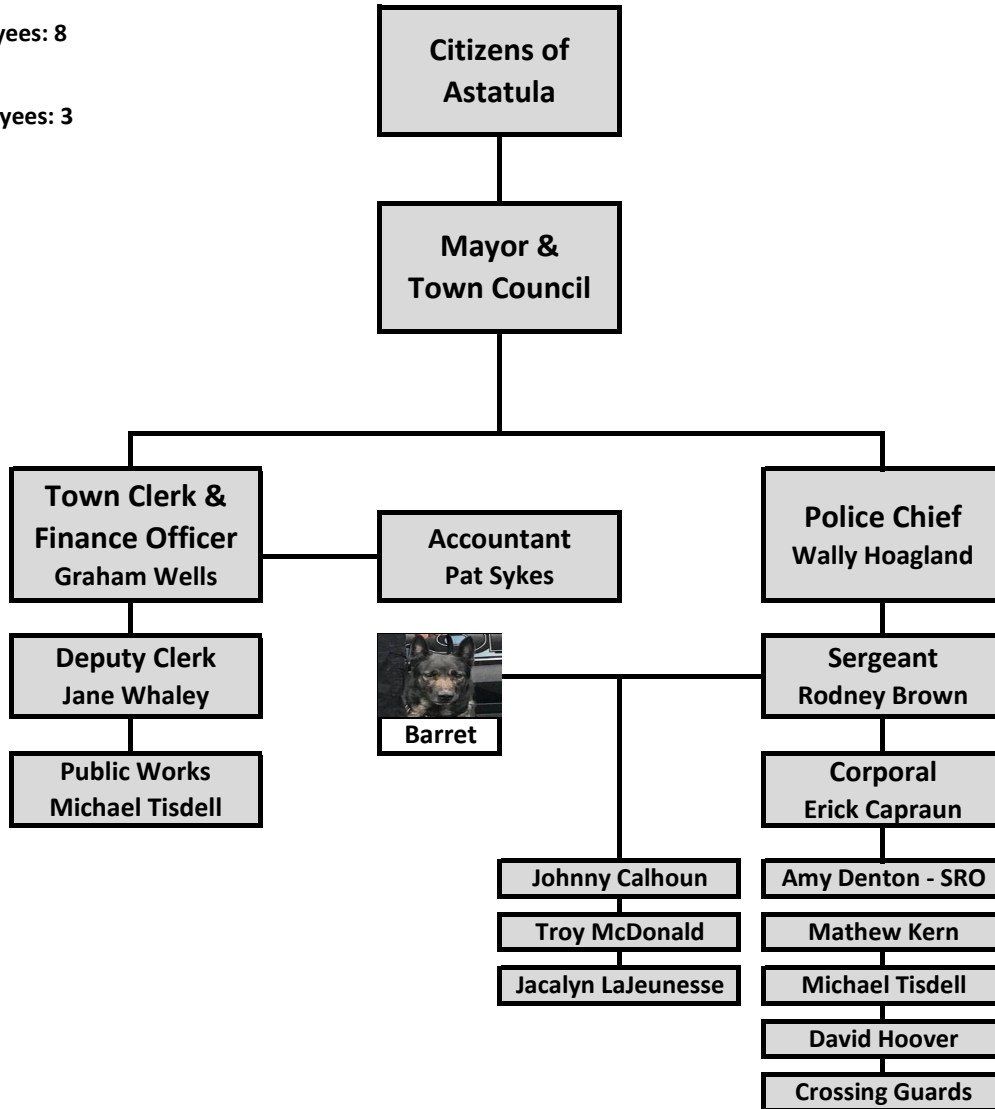 yees: 8
yees: 3
Citizens of
Astatula
Mayor &
Town Council
Town Clerk &
Finance Officer
Graham Wells
Accountant
Pat Sykes
Police Chief
Wally Hoagland
Deputy Clerk
Jane Whaley
Barret
Sergeant
Rodney Brown
Public Works
Michael Tisdell
Corporal
Erick Capraun
Johnny Calhoun
Troy McDonald
Jacalyn LaJeunesse
Amy Denton - SRO
Mathew Kern
Michael Tisdell
David Hoover
Crossing Guards